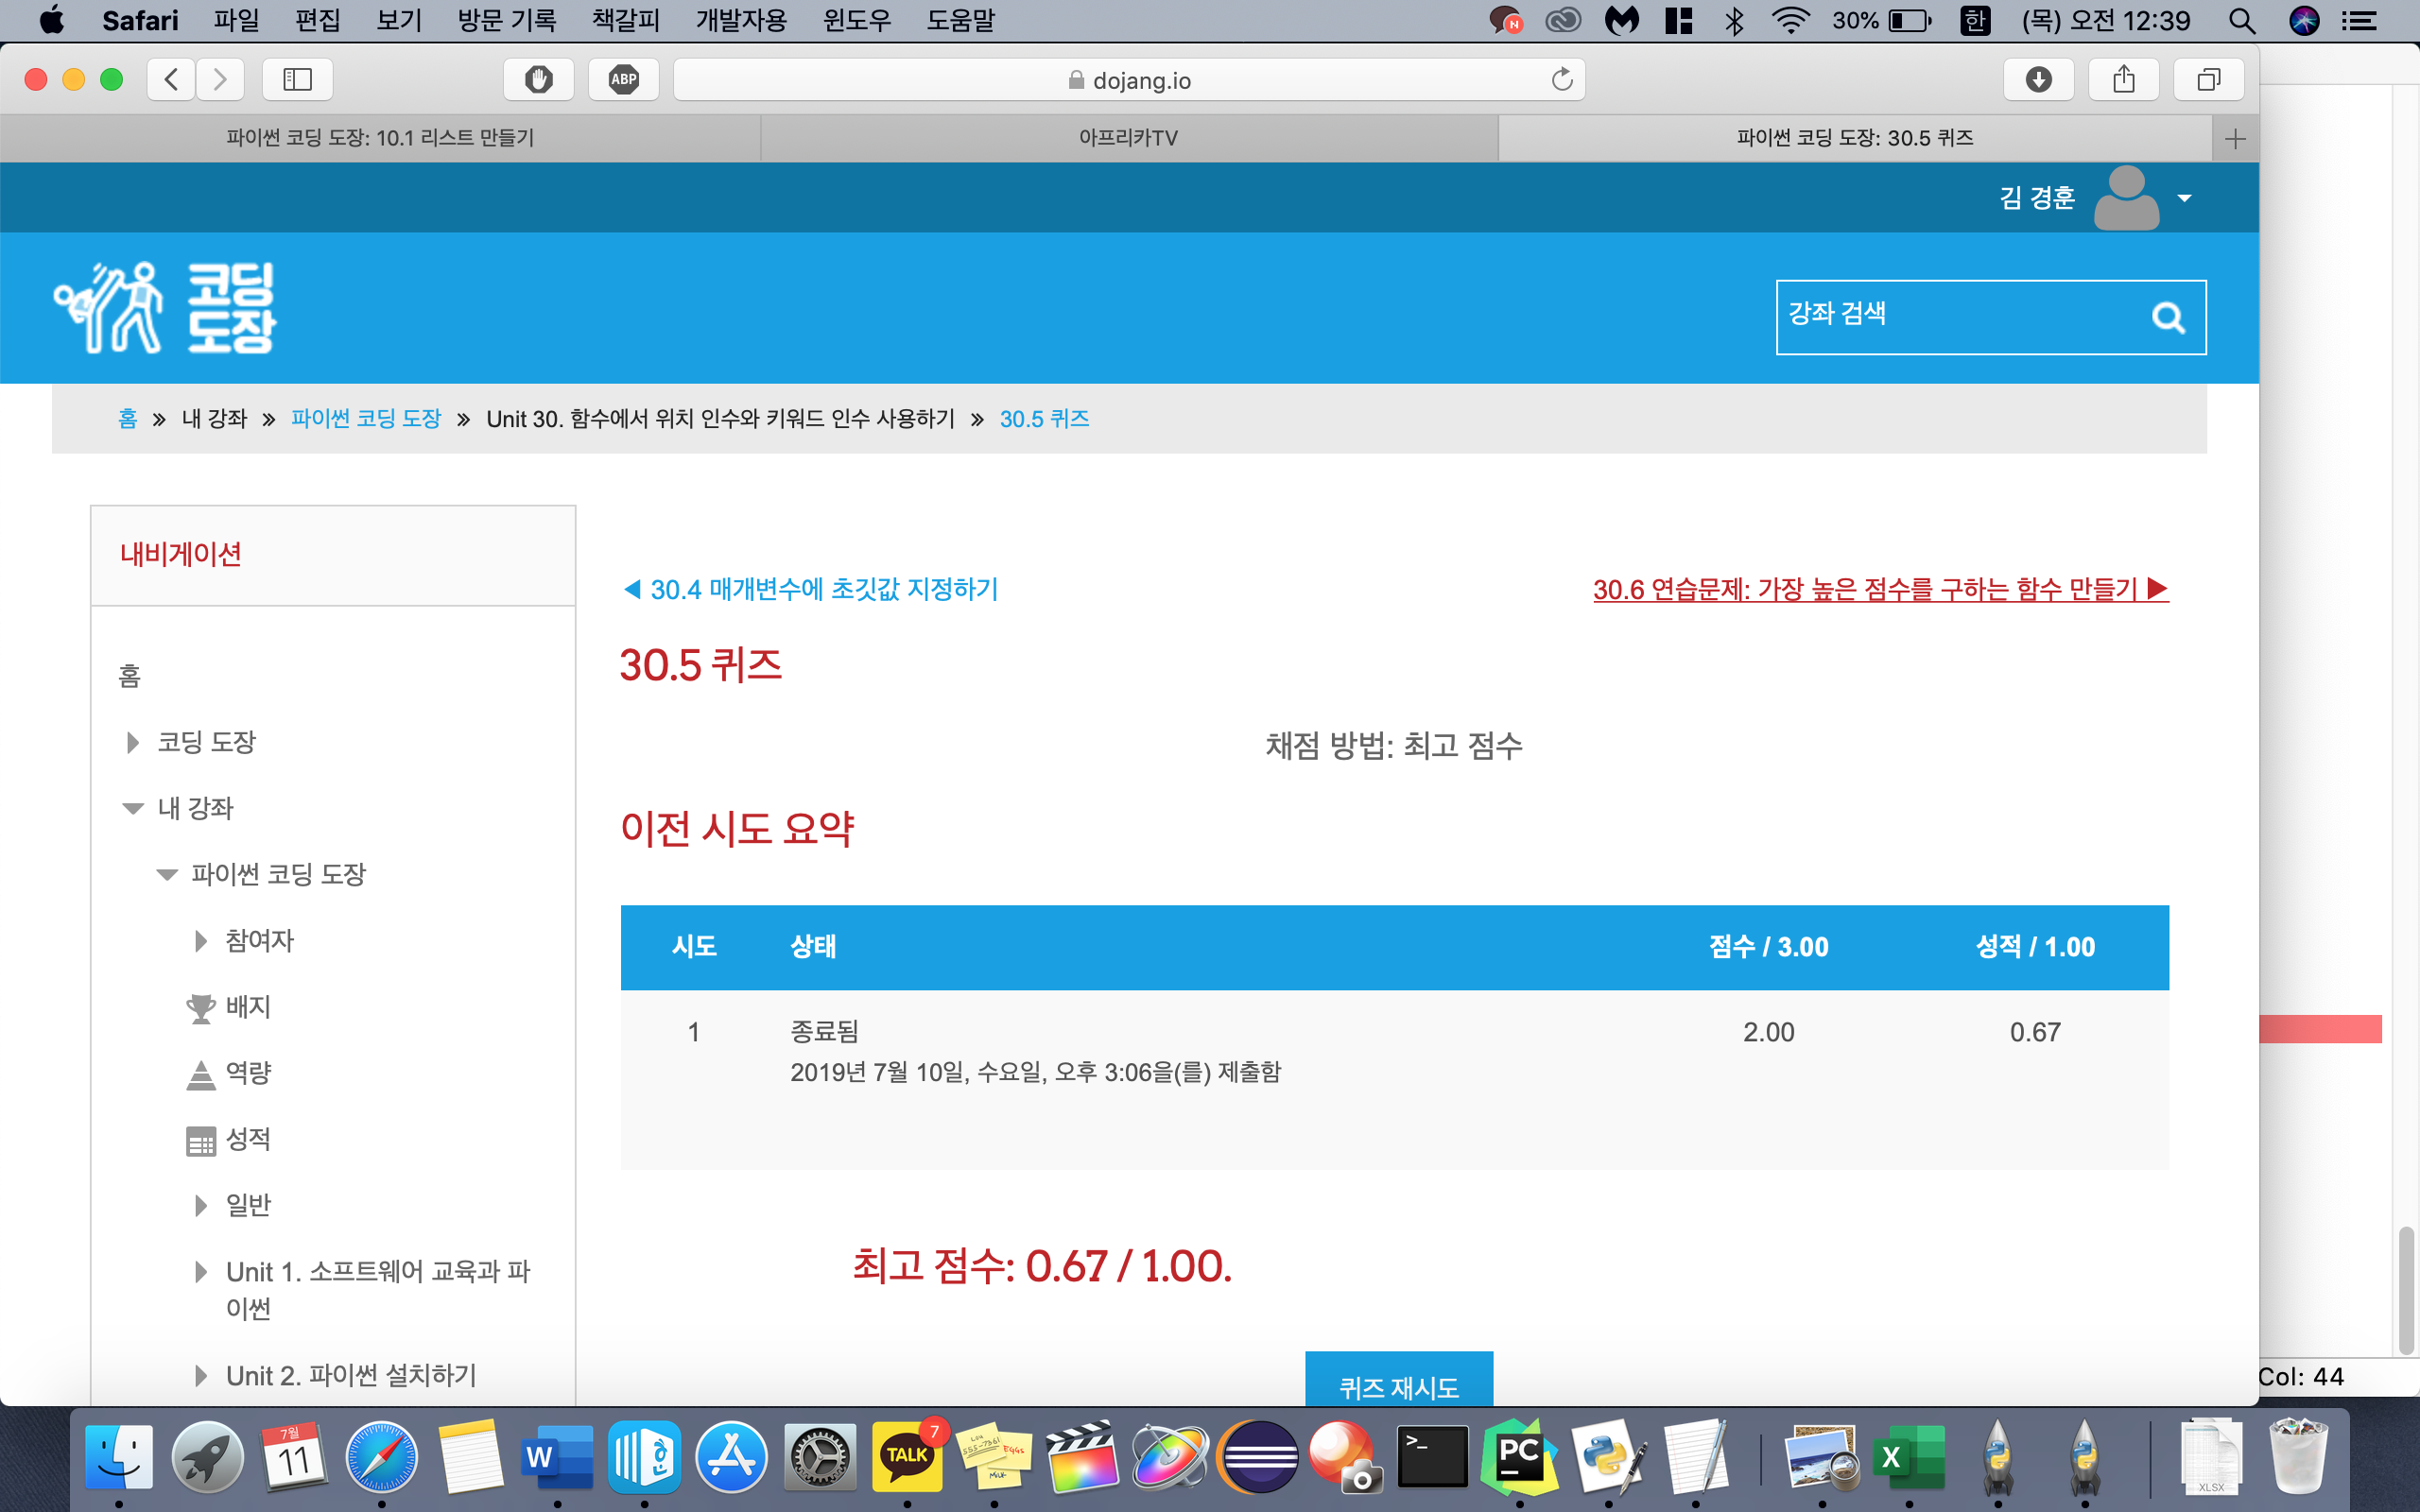 Safari 파일 편집 보기 방문 기록 책갈피 개발자용 윈도우 도움말 N 30% 한 (목) 오전 12:39
ABP dojang.io
파이썬 코딩 도장: 10.1 리스트 만들기 아프리카TV 파이썬 코딩 도장: 30.5 퀴즈
김 경훈
코딩
도장
강좌 검색
홈 » 내 강좌 » 파이썬 코딩 도장 » Unit 30. 함수에서 위치 인수와 키워드 인수 사용하기 » 30.5 퀴즈
내비게이션
홈
코딩 도장
내 강좌
파이썬 코딩 도장
참여자
배지
역량
성적
일반
Unit 1. 소프트웨어 교육과 파
이썬
Unit 2. 파이썬 설치하기
◀ 30.4 매개변수에 초깃값 지정하기
30.6 연습문제: 가장 높은 점수를 구하는 함수 만들기 ▶
30.5 퀴즈
채점 방법: 최고 점수
이전 시도 요약
시도 상태 점수 / 3.00 성적 / 1.00
1 종료됨 2.00 0.67
2019년 7월 10일, 수요일, 오후 3:06을(를) 제출함
최고 점수: 0.67 / 1.00.
퀴즈 재시도
Col: 44
7월
11
W
TALK
7
EGGS
MILK
>_
PC
X
XLSX